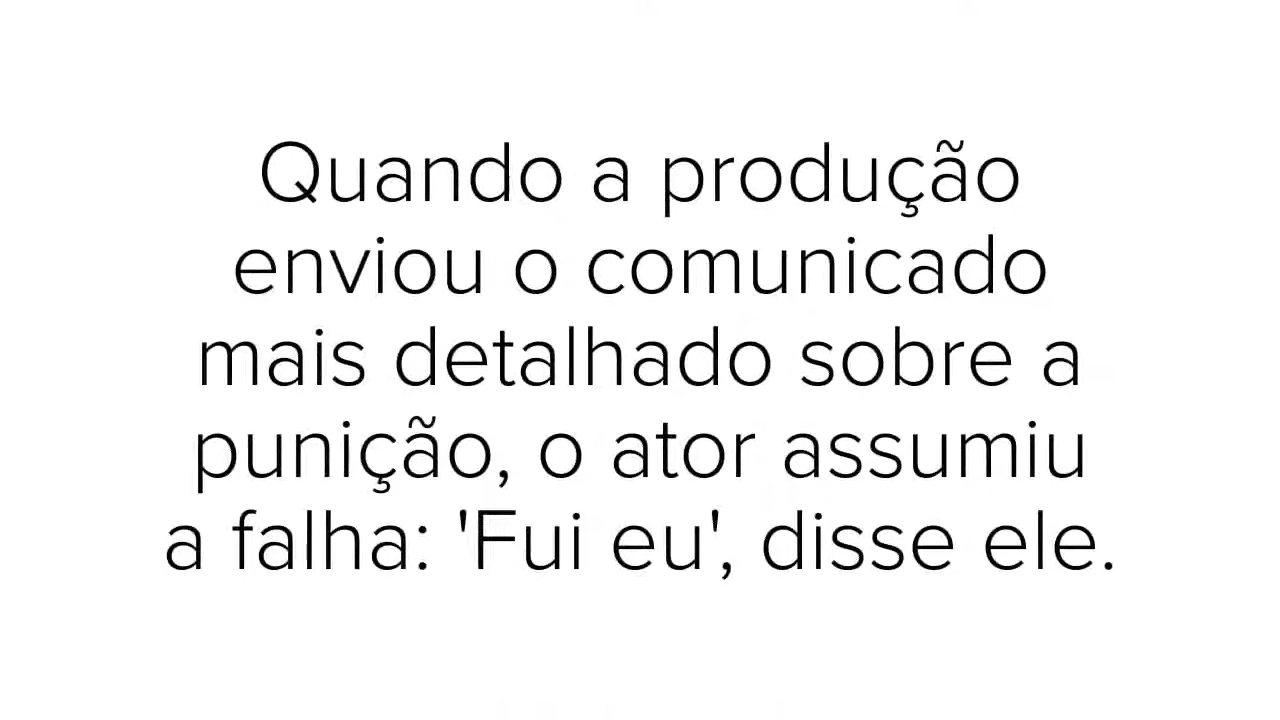 Quando a produção
enviou o comunicado
mais detalhado sobre a
punição, o ator assumiu
a falha: 'Fui eu', disse ele.